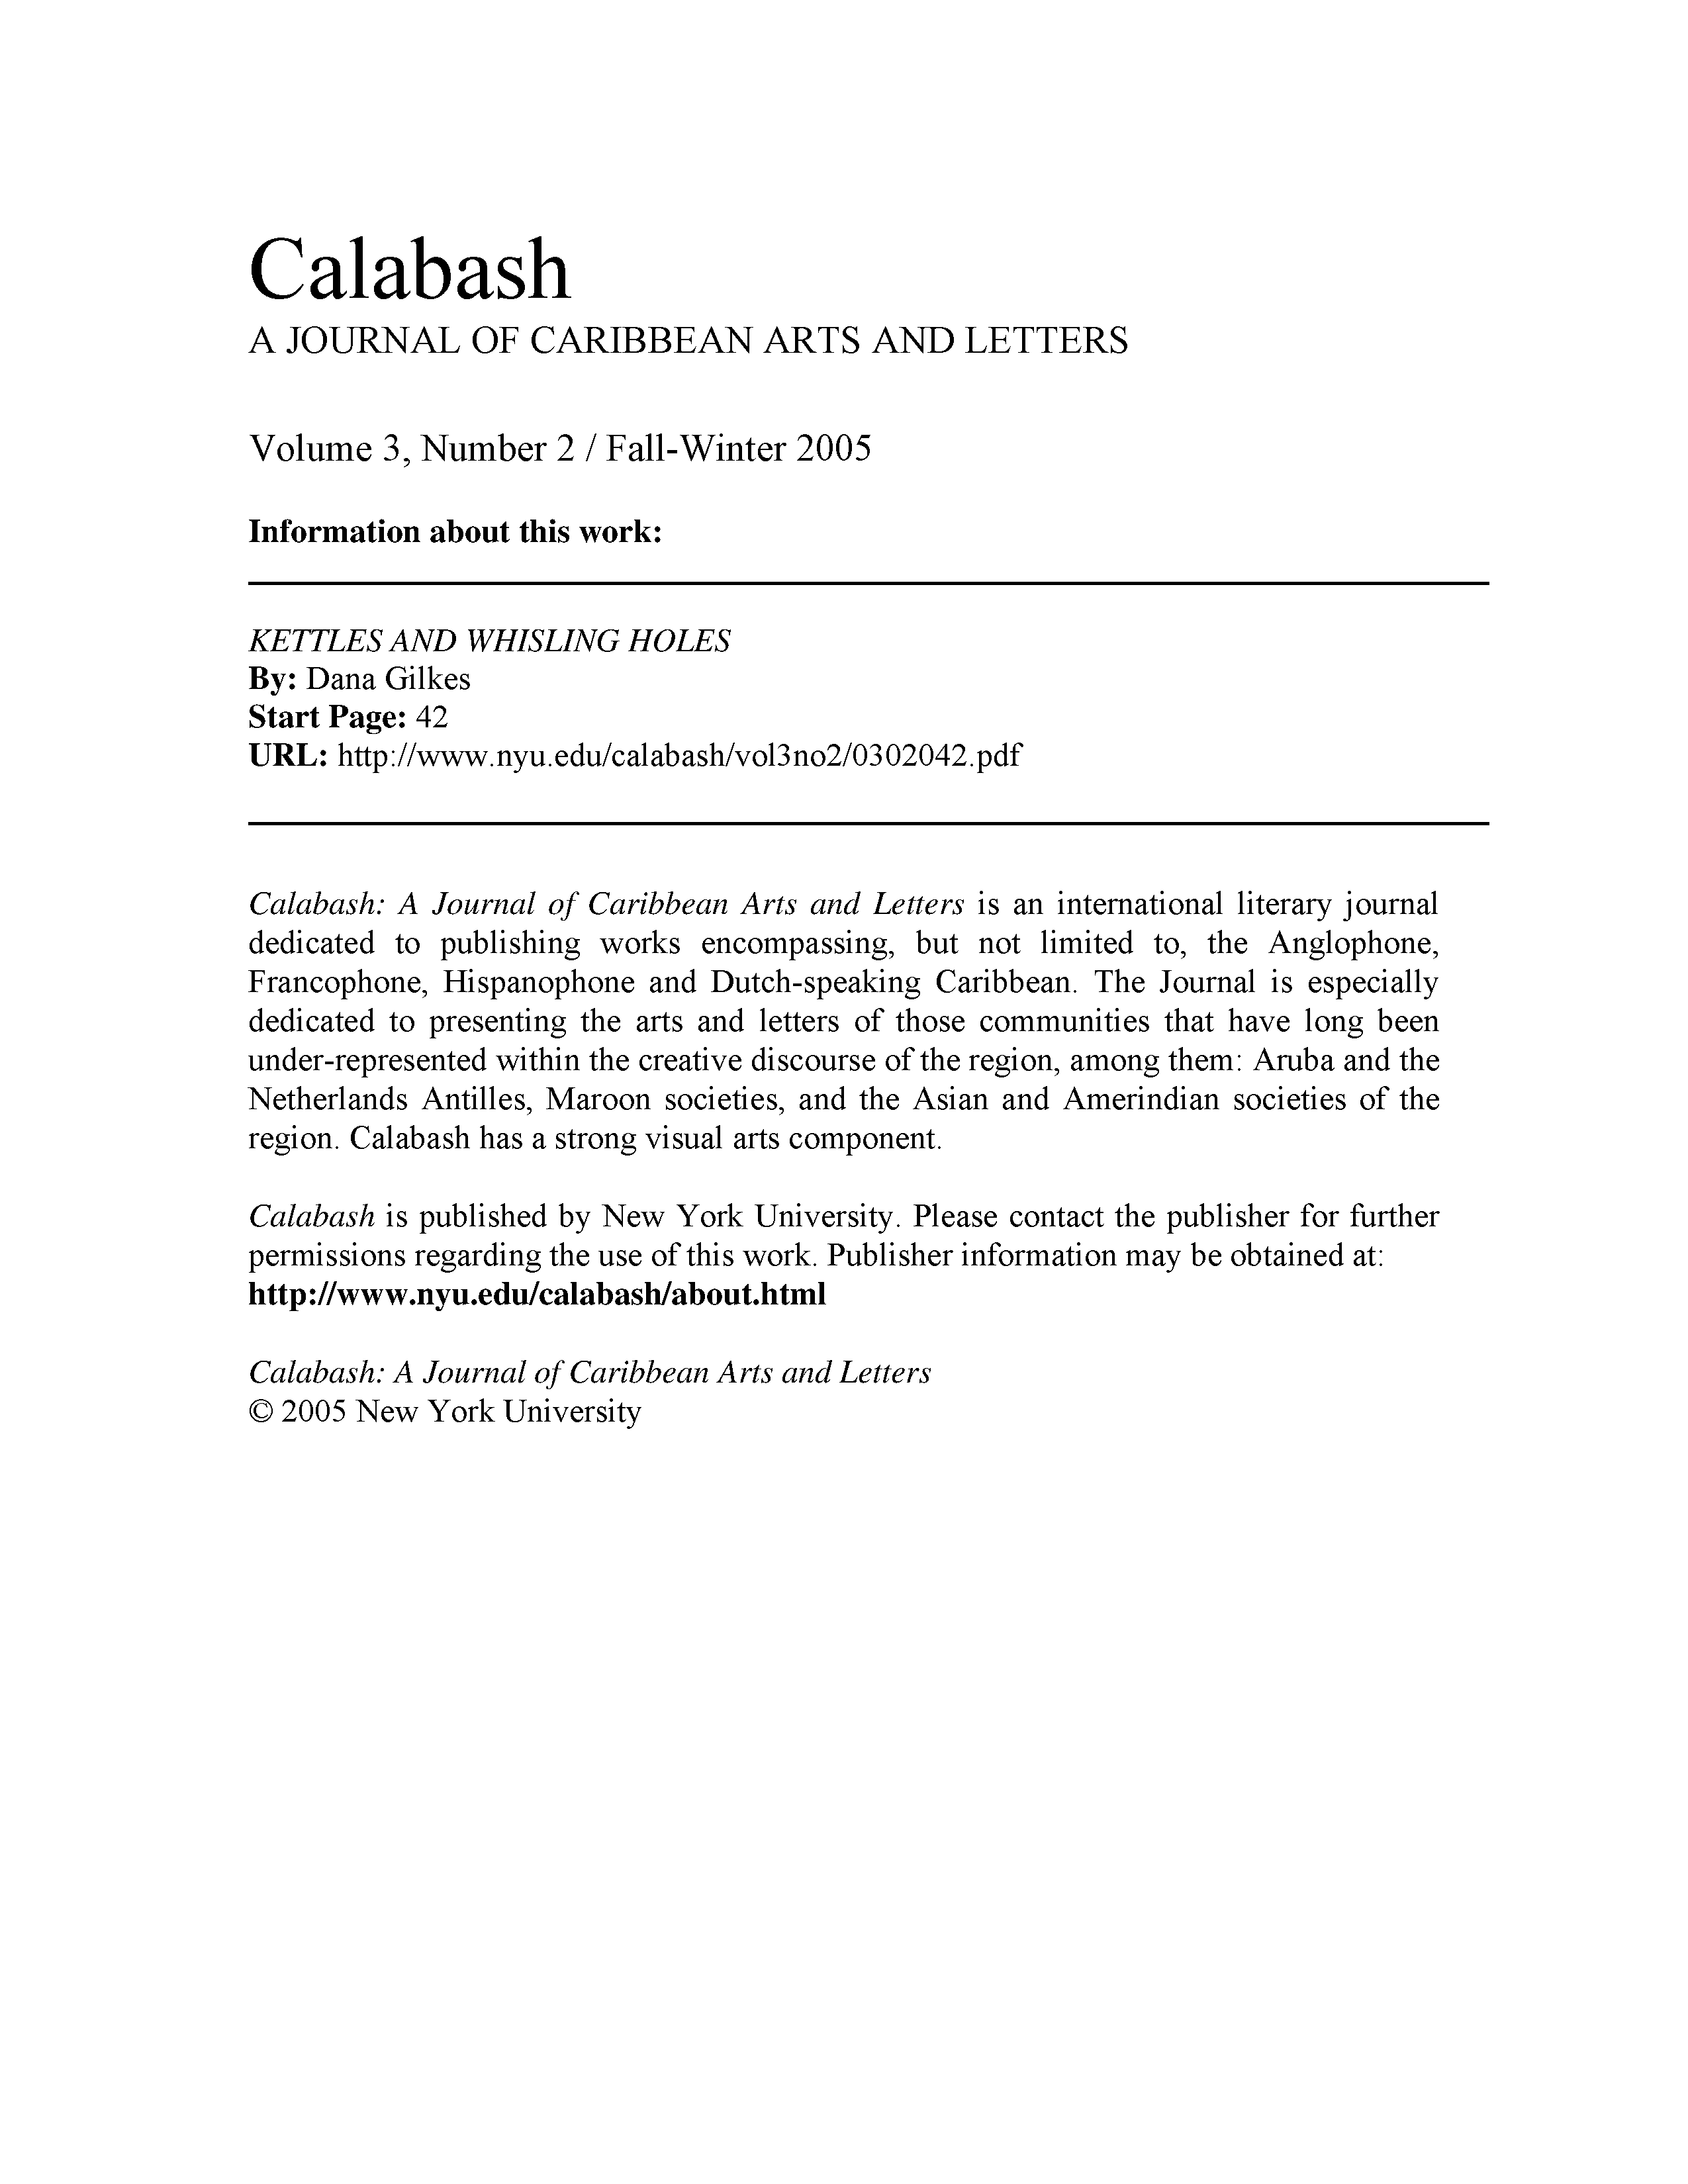 Calabash
A JOURNAL OF CARIBBEAN ARTS AND LETTERS
Volume 3, Number 2 / Fall-Winter 2005
Information about this work:
KETTLES AND WHISLING HOLES
By: Dana Gilkes
Start Page: 42
URL: http://www.nyu.edu/calabash/vol3no2/0302042.pdf
Calabash: A Journal of Caribbean Arts and Letters is an international literary journal
dedicated to publishing works encompassing, but not limited to, the Anglophone,
Francophone, Hispanophone and Dutch-speaking Caribbean. The Journal is especially
dedicated to presenting the arts and letters of those communities that have long been
under-represented within the creative discourse of the region, among them: Aruba and the
Netherlands Antilles, Maroon societies, and the Asian and Amerindian societies of the
region. Calabash has a strong visual arts component.
Calabash is published by New York University. Please contact the publisher for further
permissions regarding the use of this work. Publisher information may be obtained at:
http://www.nyu.edu/calabash/about.html
Calabash: A Journal of Caribbean Arts and Letters
© 2005 New York University